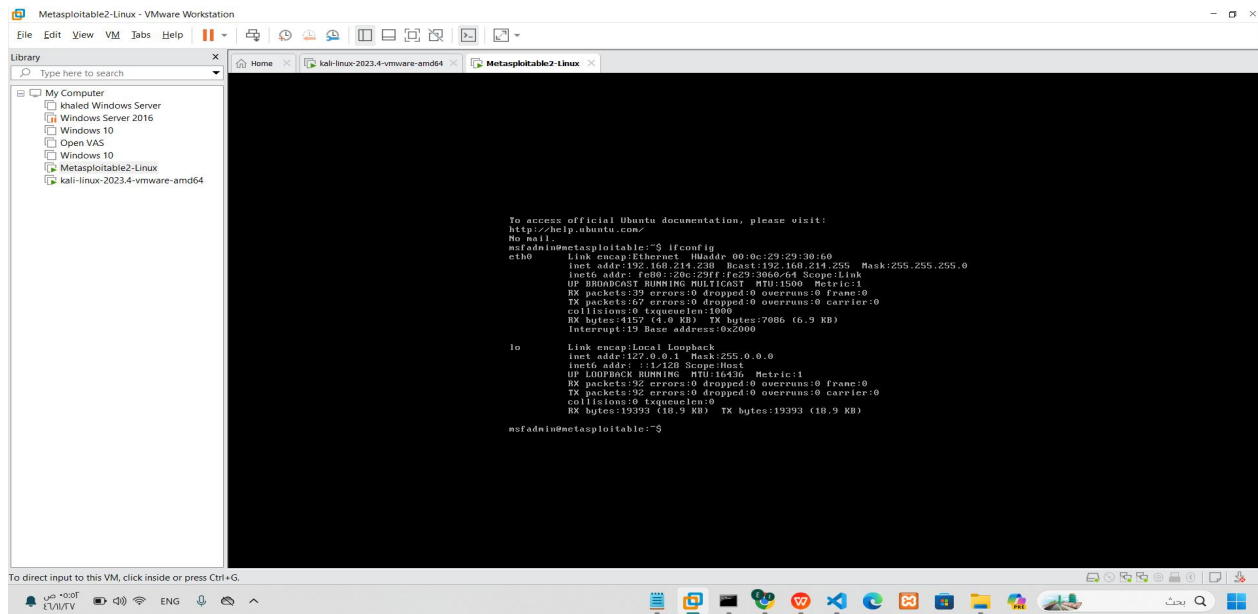 Metasploitable2-Linux - VMware Workstation
File Edit View VM Tabs Help
Library
Type here to search
My Computer
khaled Windows Server
Windows Server 2016
Windows 10
Open VAS
Windows 10
Metasploitable2-Linux
kali-linux-2023.4-vmware-amd64
Home
kali-linux-2023.4-vmware-amd64
Metasploitable2-Linux
To access official Ubuntu documentation, please visit:
http://help.ubuntu.com/
No mail.
msfadmin@metasploitable:~$ ifconfig
eth0 Link encap:Ethernet HWaddr 00:0c:29:29:30:60
inet addr:192.168.214.238 Bcast:192.168.214.255 Mask:255.255.255.0
inet6 addr: fe80::20c:29ff:fe29:3060/64 Scope:Link
UP BROADCAST RUNNING MULTICAST MTU:1500 Metric:1
RX packets:39 errors:0 dropped:0 overruns:0 frame:0
TX packets:67 errors:0 dropped:0 overruns:0 carrier:0
collisions:0 txqueuelen:1000
RX bytes:4157 (4.0 KB) TX bytes:7086 (6.9 KB)
Interrupt:19 Base address:0x2000
lo Link encap:Local Loopback
inet addr:127.0.0.1 Mask:255.0.0.0
inet6 addr: ::1/128 Scope:Host
UP LOOPBACK RUNNING MTU:16436 Metric:1
RX packets:92 errors:0 dropped:0 overruns:0 frame:0
TX packets:92 errors:0 dropped:0 overruns:0 carrier:0
collisions:0 txqueuelen:0
RX bytes:19393 (18.9 KB) TX bytes:19393 (18.9 KB)
msfadmin@metasploitable:~$
To direct input to this VM, click inside or press Ctrl+G.
٠٥:٥٢ ص
٤٦/١١/٢٧
ENG
PRE
بحث